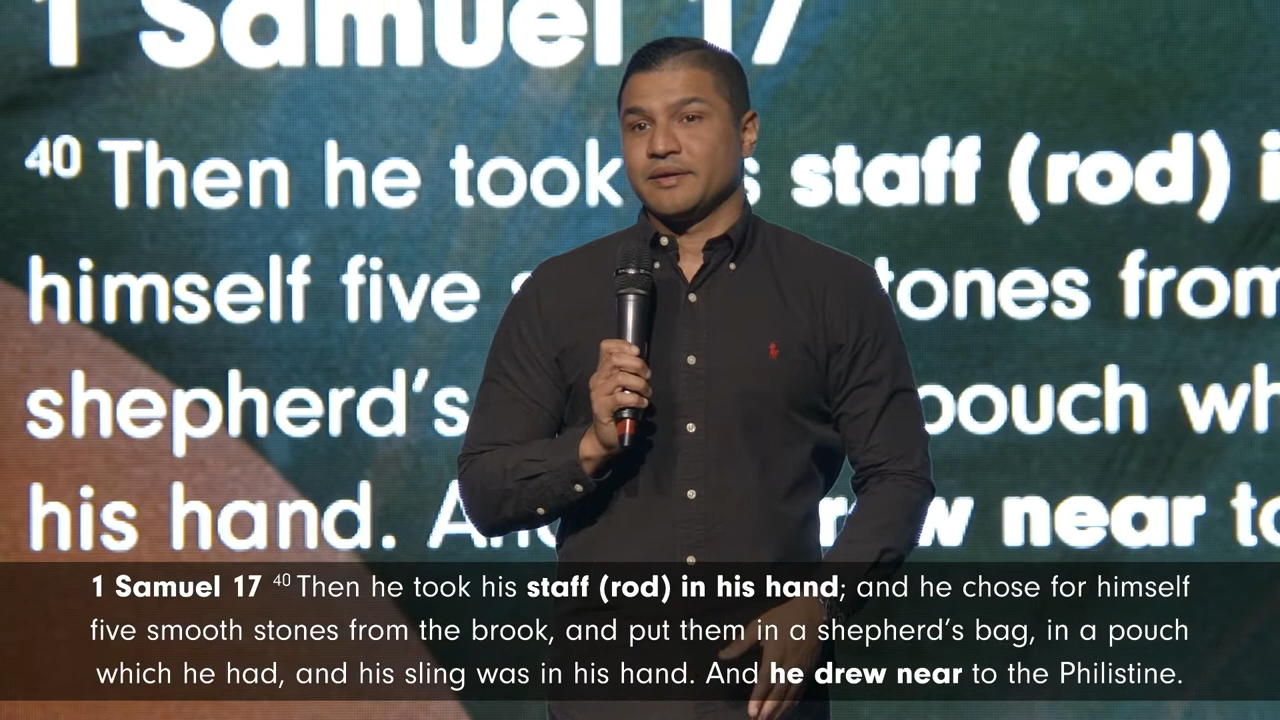 1 Samuel 17
40 Then he took staff (rod)
himself five tones from
shepherd's pouch wh
his hand. near to
1 Samuel 17 40 Then he took his staff (rod) in his hand; and he chose for himself
five smooth stones from the brook, and put them in a shepherd's bag, in a pouch
which he had, and his sling was in his hand. And he drew near to the Philistine.